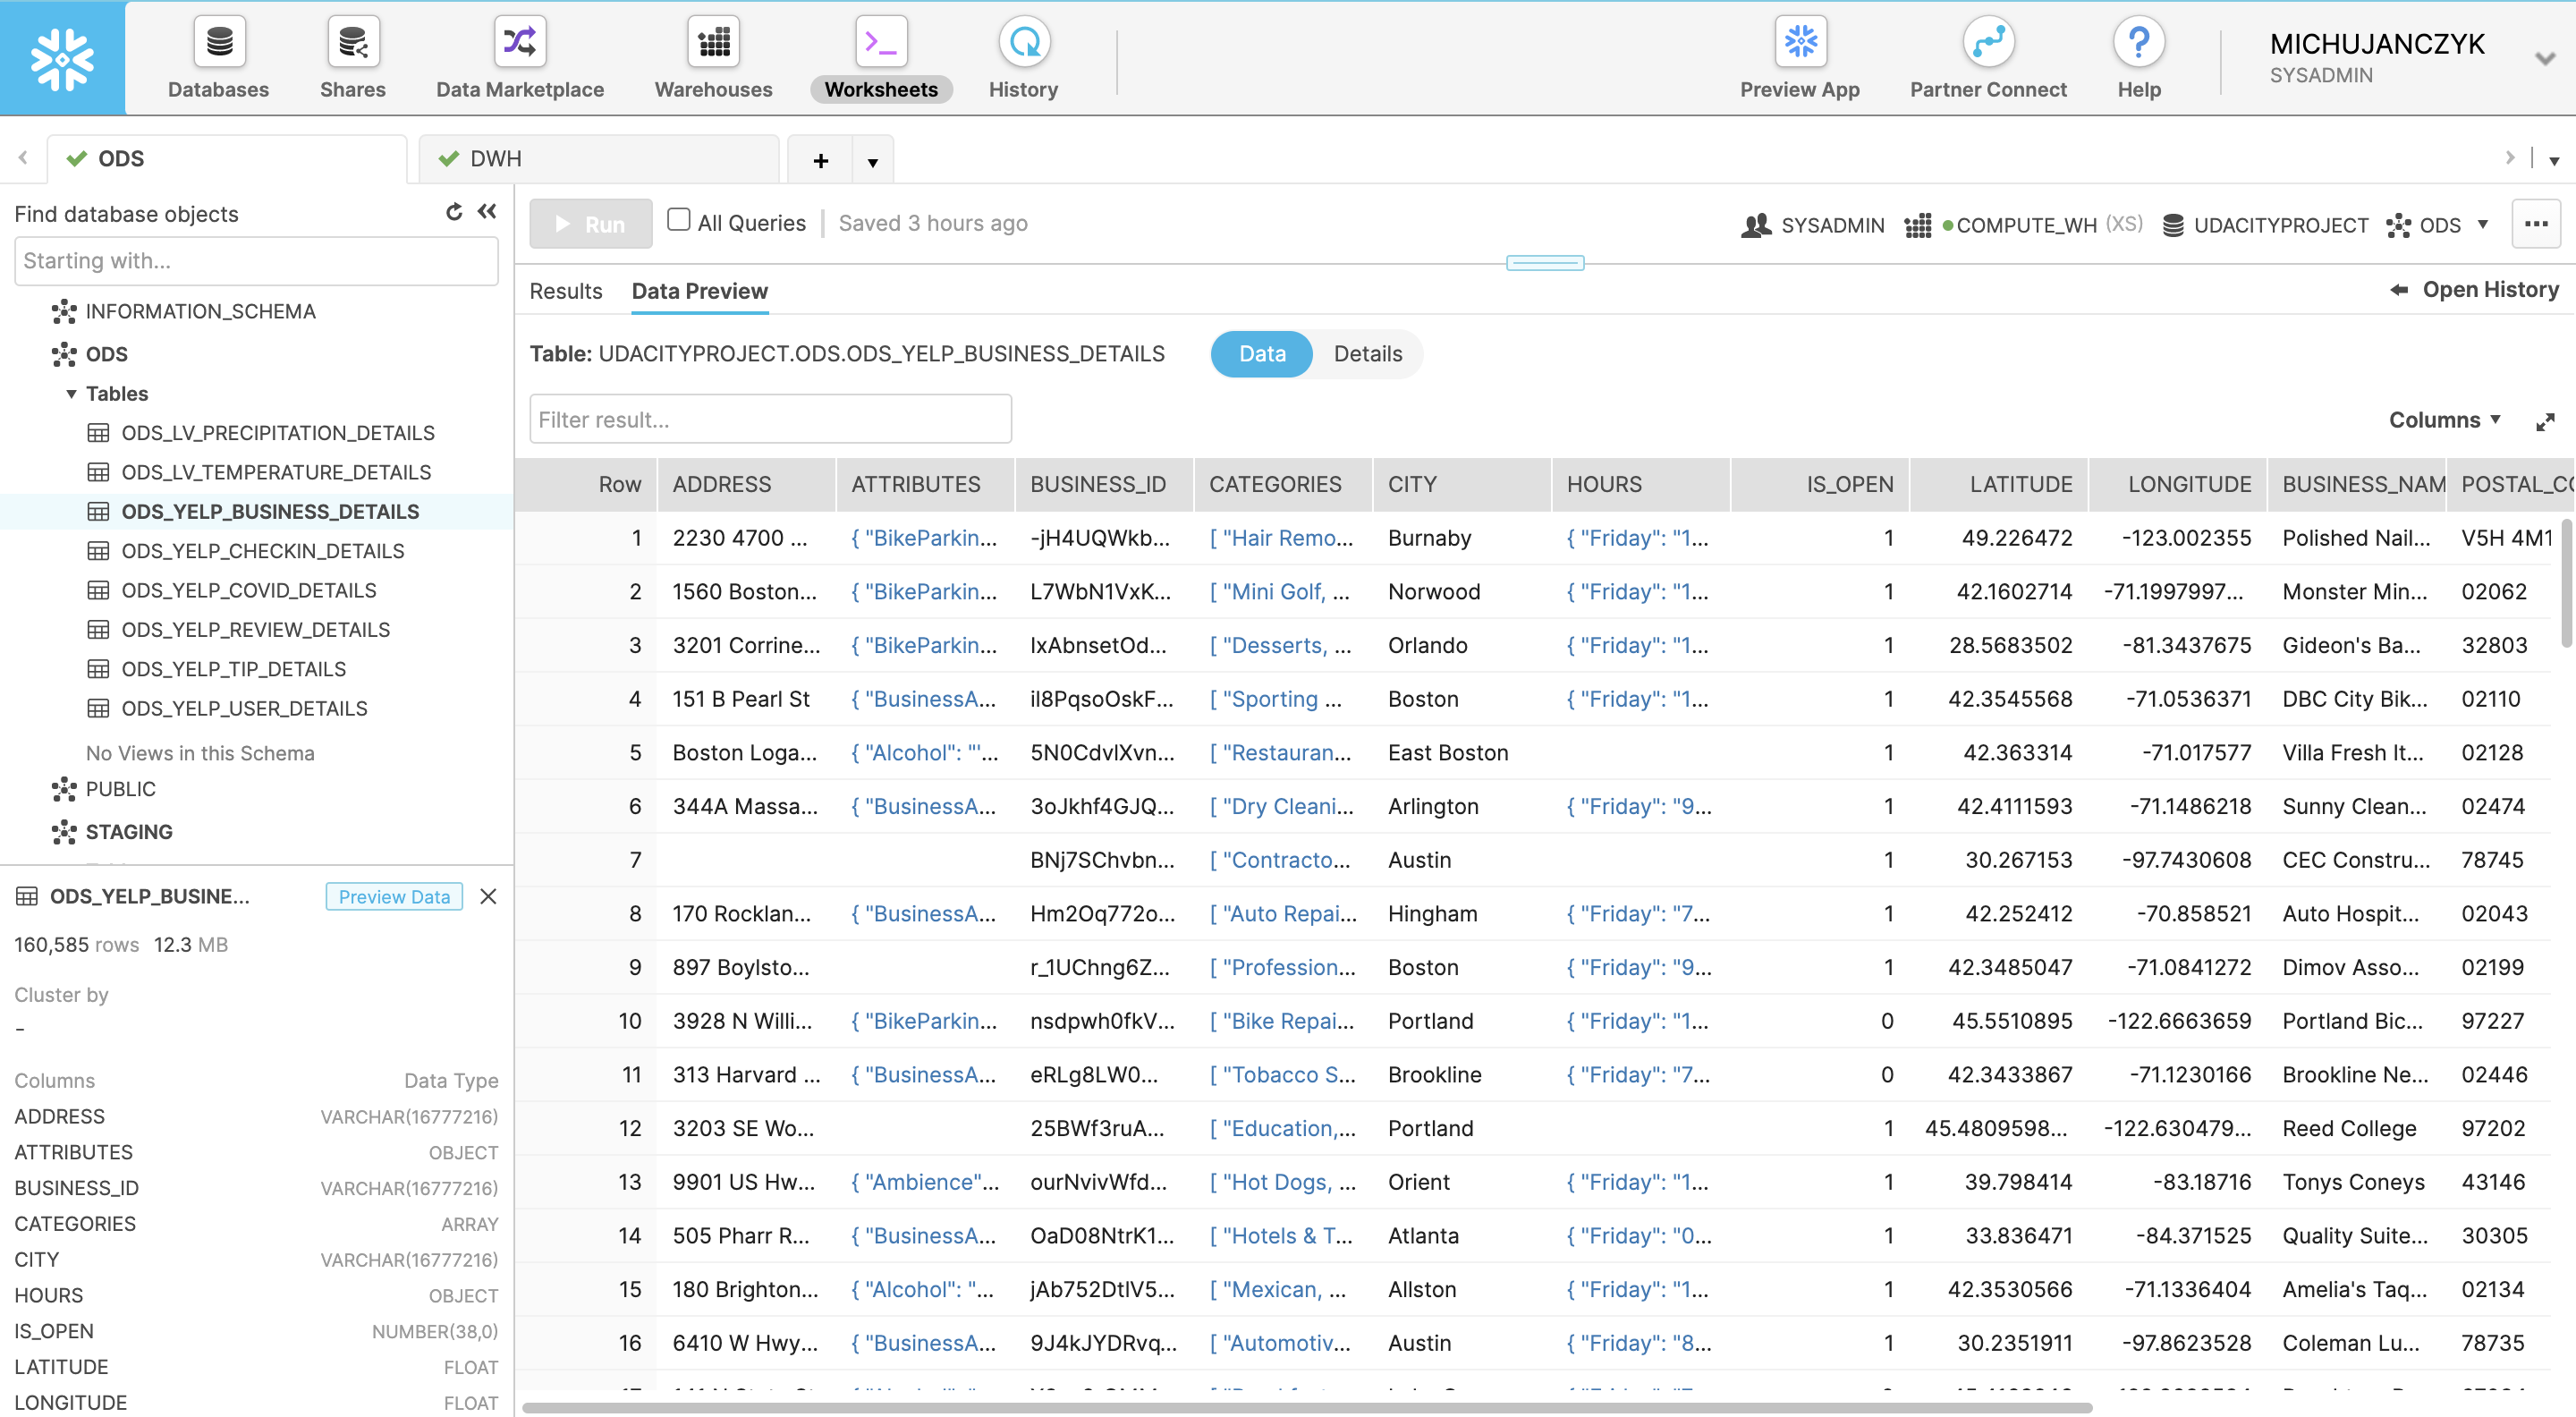 Databases
Shares
Data Marketplace
Warehouses
Worksheets
History
Preview App
Partner Connect
Help
MICHUJANCZYK
SYSADMIN
ODS
DWH
Find database objects
Starting with...
INFORMATION_SCHEMA
ODS
Tables
ODS_LV_PRECIPITATION_DETAILS
ODS_LV_TEMPERATURE_DETAILS
ODS_YELP_BUSINESS_DETAILS
ODS_YELP_CHECKIN_DETAILS
ODS_YELP_COVID_DETAILS
ODS_YELP_REVIEW_DETAILS
ODS_YELP_TIP_DETAILS
ODS_YELP_USER_DETAILS
No Views in this Schema
PUBLIC
STAGING
ODS_YELP_BUSINE... Preview Data
160,585 rows 12.3 MB
Cluster by
-
Columns Data Type
ADDRESS VARCHAR(16777216)
ATTRIBUTES OBJECT
BUSINESS_ID VARCHAR(16777216)
CATEGORIES ARRAY
CITY VARCHAR(16777216)
HOURS OBJECT
IS_OPEN NUMBER(38,0)
LATITUDE FLOAT
LONGITUDE FLOAT
Run All Queries Saved 3 hours ago SYSADMIN COMPUTE_WH (XS) UDACITYPROJECT ODS
Results Data Preview Open History
Table: UDACITYPROJECT.ODS.ODS_YELP_BUSINESS_DETAILS Data Details
Filter result... Columns
Row ADDRESS ATTRIBUTES BUSINESS_ID CATEGORIES CITY HOURS IS_OPEN LATITUDE LONGITUDE BUSINESS_NAM POSTAL_CO
1 2230 4700 ... { "BikeParkin... -jH4UQWkb... [ "Hair Remo... Burnaby { "Friday": "1... 1 49.226472 -123.002355 Polished Nail... V5H 4M1
2 1560 Boston... { "BikeParkin... L7WbN1VxK... [ "Mini Golf, ... Norwood { "Friday": "1... 1 42.1602714 -71.1997997... Monster Min... 02062
3 3201 Corrine... { "BikeParkin... IxAbnsetOd... [ "Desserts, ... Orlando { "Friday": "1... 1 28.5683502 -81.3437675 Gideon's Ba... 32803
4 151 B Pearl St { "BusinessA... il8PqsoOskF... [ "Sporting ... Boston { "Friday": "1... 1 42.3545568 -71.0536371 DBC City Bik... 02110
5 Boston Loga... { "Alcohol": "'... 5N0CdvlXvn... [ "Restauran... East Boston 1 42.363314 -71.017577 Villa Fresh It... 02128
6 344A Massa... { "BusinessA... 3oJkhf4GJQ... [ "Dry Cleani... Arlington { "Friday": "9... 1 42.4111593 -71.1486218 Sunny Clean... 02474
7 BNj7SChvbn... [ "Contracto... Austin 1 30.267153 -97.7430608 CEC Constru... 78745
8 170 Rocklan... { "BusinessA... Hm2Oq772o... [ "Auto Repai... Hingham { "Friday": "7... 1 42.252412 -70.858521 Auto Hospit... 02043
9 897 Boylsto... r_1UChng6Z... [ "Profession... Boston { "Friday": "9... 1 42.3485047 -71.0841272 Dimov Asso... 02199
10 3928 N Willi... { "BikeParkin... nsdpwh0fkV... [ "Bike Repai... Portland { "Friday": "1... 0 45.5510895 -122.6663659 Portland Bic... 97227
11 313 Harvard ... { "BusinessA... eRLg8LW0... [ "Tobacco S... Brookline { "Friday": "7... 0 42.3433867 -71.1230166 Brookline Ne... 02446
12 3203 SE Wo... 25BWf3ruA... [ "Education,... Portland 1 45.4809598... -122.630479... Reed College 97202
13 9901 US Hw... { "Ambience"... ourNvivWfd... [ "Hot Dogs, ... Orient { "Friday": "1... 1 39.798414 -83.18716 Tonys Coneys 43146
14 505 Pharr R... { "BusinessA... OaD08NtrK1... [ "Hotels & T... Atlanta { "Friday": "0... 1 33.836471 -84.371525 Quality Suite... 30305
15 180 Brighton... { "Alcohol": "... jAb752DtlV5... [ "Mexican, ... Allston { "Friday": "1... 1 42.3530566 -71.1336404 Amelia's Taq... 02134
16 6410 W Hwy... { "BusinessA... 9J4kJYDRvq... [ "Automotiv... Austin { "Friday": "8... 1 30.2351911 -97.8623528 Coleman Lu... 78735